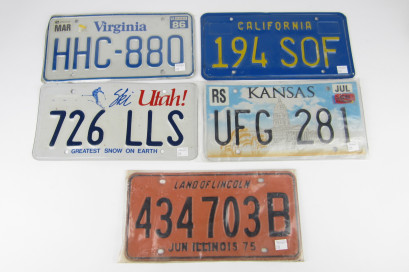 MAR Virginia 86
HHC-880
CALIFORNIA
194 SOF
Ski Utah!
726 LLS
GREATEST SNOW ON EARTH
RS KANSAS JUL
UFG 281
LAND OF LINCOLN
434703B
JUN ILLINOIS 75